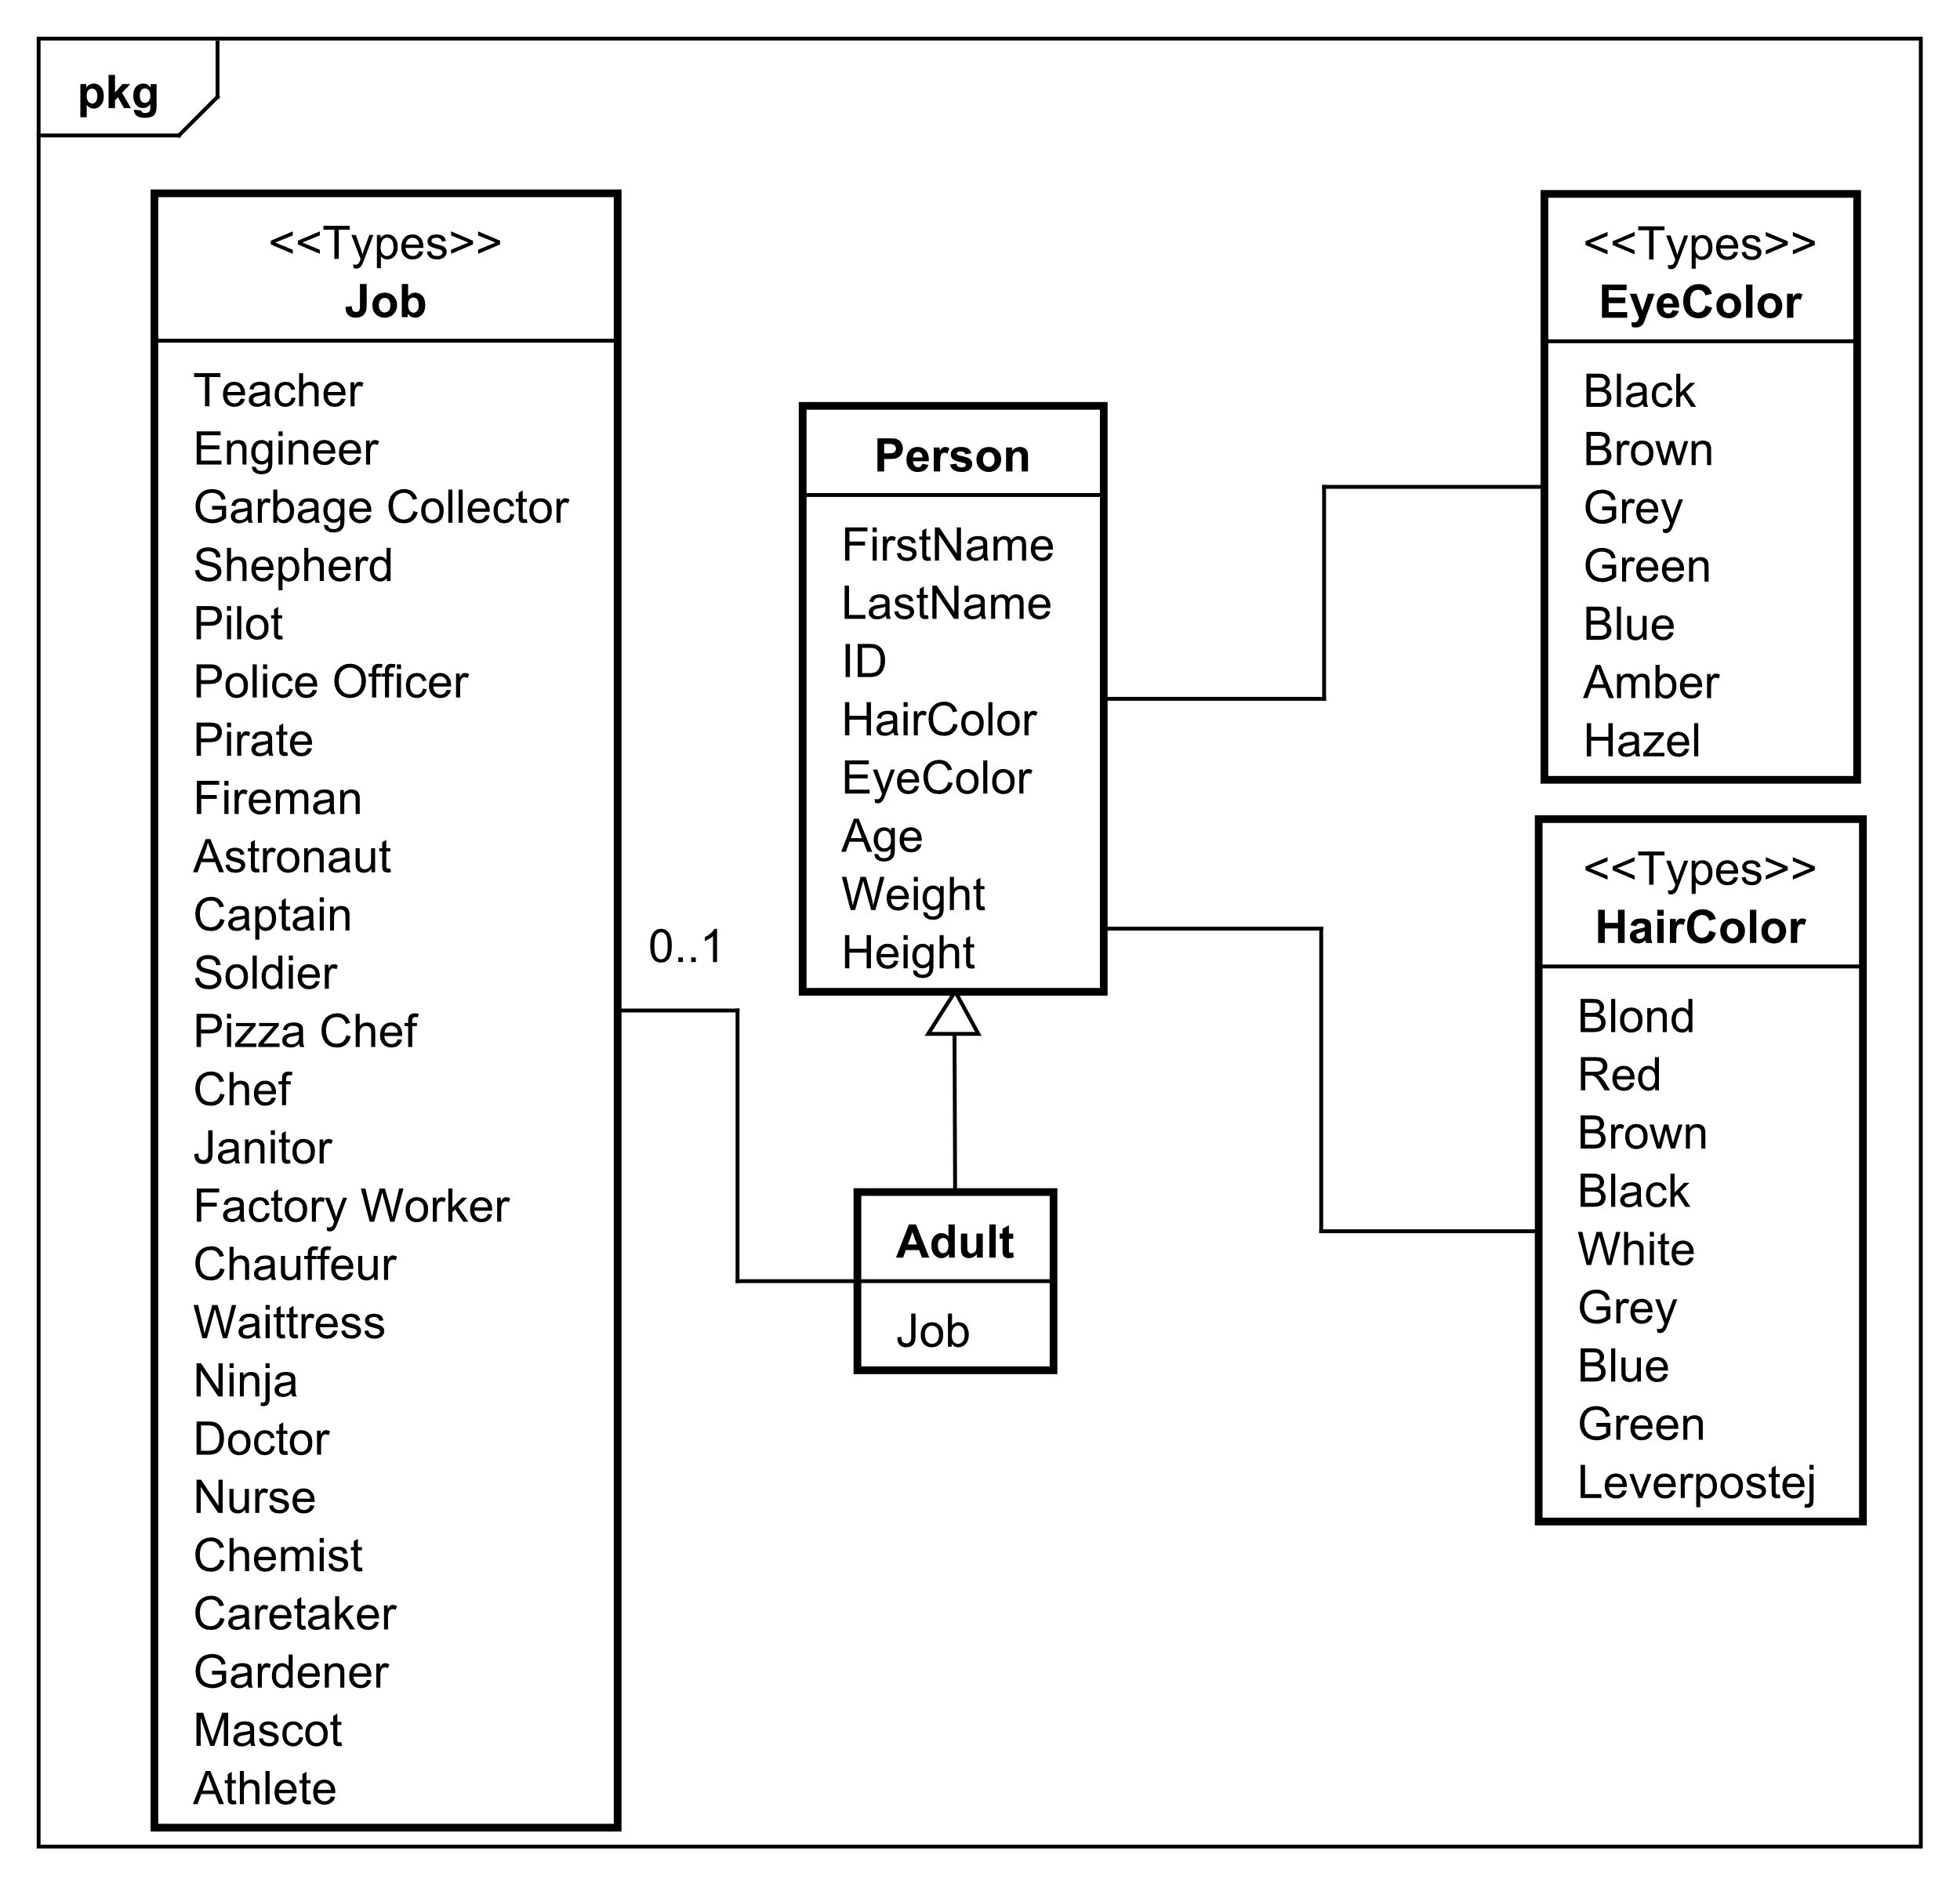 pkg
<<Types>>
Job
Teacher
Engineer
Garbage Collector
Shepherd
Pilot
Police Officer
Pirate
Fireman
Astronaut
Captain
Soldier
Pizza Chef
Chef
Janitor
Factory Worker
Chauffeur
Waittress
Ninja
Doctor
Nurse
Chemist
Caretaker
Gardener
Mascot
Athlete
0..1
Person
FirstName
LastName
ID
HairColor
EyeColor
Age
Weight
Height
Adult
Job
<<Types>>
EyeColor
Black
Brown
Grey
Green
Blue
Amber
Hazel
<<Types>>
HairColor
Blond
Red
Brown
Black
White
Grey
Blue
Green
Leverpostej